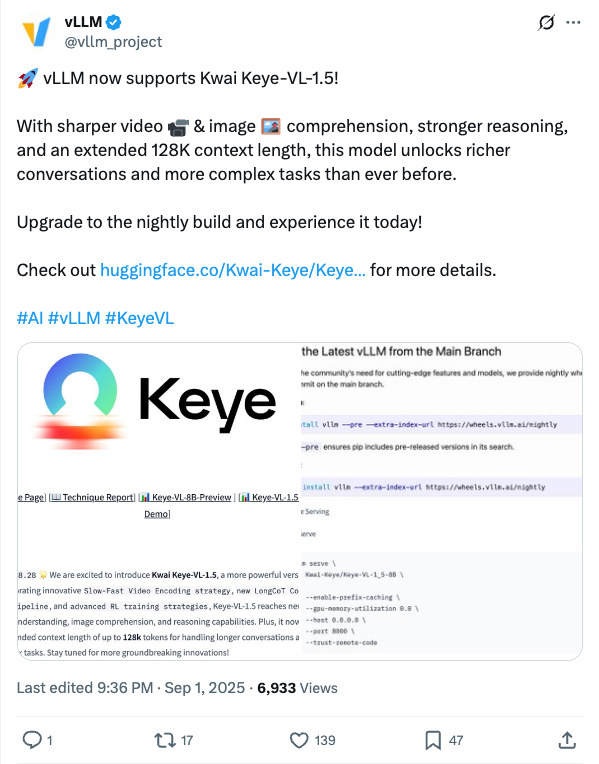 vLLM
@vllm_project
🚀 vLLM now supports Kwai Keye-VL-1.5!
With sharper video 📹 & image 🖼️ comprehension, stronger reasoning,
and an extended 128K context length, this model unlocks richer
conversations and more complex tasks than ever before.
Upgrade to the nightly build and experience it today!
Check out huggingface.co/Kwai-Keye/Keye… for more details.
#AI #vLLM #KeyeVL
Keye
e Page] [📖 Technique Report] [📊 Keye-VL-8B-Preview ] [📊 Keye-VL-1.5
Demo]
8.28 🌟 We are excited to introduce Kwai Keye-VL-1.5, a more powerful vers
rating innovative Slow-Fast Video Encoding strategy, new LongCoT Co
ipeline, and advanced RL training strategies, Keye-VL-1.5 reaches nev
nderstanding, image comprehension, and reasoning capabilities. Plus, it now
nded context length of up to 128k tokens for handling longer conversations a
tasks. Stay tuned for more groundbreaking innovations!
the Latest vLLM from the Main Branch
he community's need for cutting-edge features and models, we provide nightly whe
mmit on the main branch.
tall vllm --pre --extra-index-url https://wheels.vllm.ai/nightly
-pre ensures pip includes pre-released versions in its search.
install vllm --extra-index-url https://wheels.vllm.ai/nightly
e Serving
erve
m serve \
Kwai-Keye/Keye-VL-1_5-8B \
--enable-prefix-caching \
--gpu-memory-utilization 0.8 \
--host 0.0.0.0 \
--port 8000 \
--trust-remote-code
Last edited 9:36 PM · Sep 1, 2025 · 6,933 Views
1 17 139 47